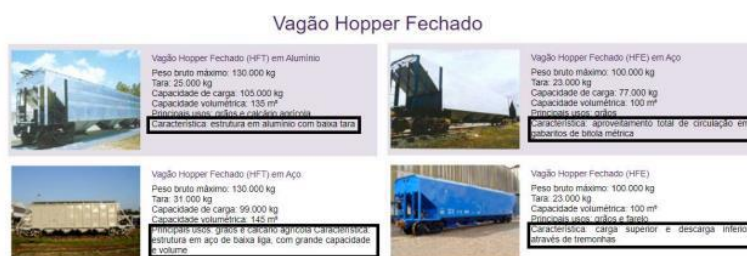 Vagão Hopper Fechado
Vagão Hopper Fechado (HFT) em Alumínio
Peso bruto máximo: 130.000 kg
Tara: 25.000 kg
Capacidade de carga: 105.000 kg
Capacidade volumétrica: 135 m³
Principais usos: grãos e calcário agrícola
Característica: estrutura em alumínio com baixa tara
Vagão Hopper Fechado (HFE) em Aço
Peso bruto máximo: 100.000 kg
Tara: 23.000 kg
Capacidade de carga: 77.000 kg
Capacidade volumétrica: 100 m³
Principais usos: grãos
Característica: aproveitamento total de circulação em
gabaritos de bitola métrica
Vagão Hopper Fechado (HFT) em Aço
Peso bruto máximo: 130.000 kg
Tara: 31.000 kg
Capacidade de carga: 99.000 kg
Capacidade volumétrica: 145 m³
Principais usos: grãos e calcário agrícola Característica:
estrutura em aço de baixa liga, com grande capacidade
e volume
Vagão Hopper Fechado (HFE)
Peso bruto máximo: 100.000 kg
Tara: 23.000 kg
Capacidade volumétrica: 100 m³
Principais usos: grãos e farelo
Característica: carga superior e descarga inferio
através de tremonhas